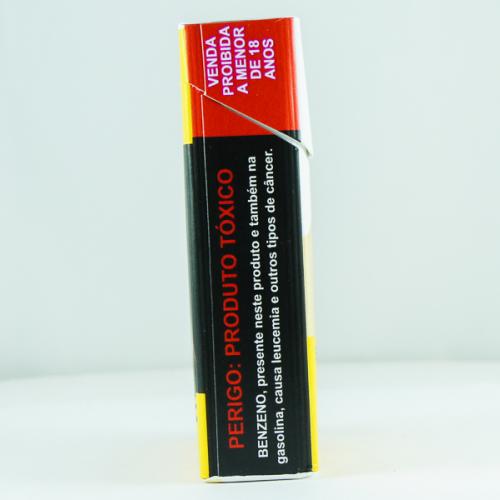 VENDA
PROIBIDA
A MENOR
DE 18
ANOS
PERIGO: PRODUTO TÓXICO
BENZENO, presente neste produto e também na
gasolina, causa leucemia e outros tipos de câncer.